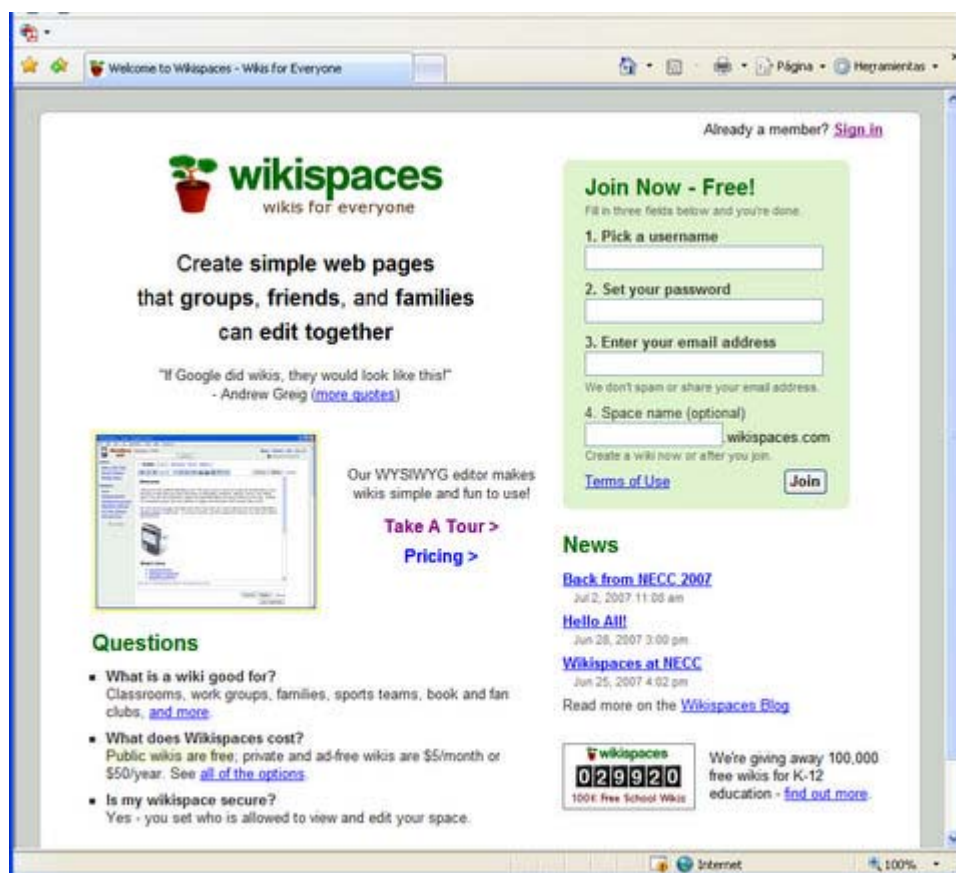 Welcome to Wikispaces - Wikis for Everyone
Página
Herramientas
Already a member? Sign in
wikispaces
wikis for everyone
Create simple web pages
that groups, friends, and families
can edit together
"If Google did wikis, they would look like this!"
- Andrew Greig (more quotes)
Our WYSIWYG editor makes
wikis simple and fun to use!
Take A Tour >
Pricing >
Questions
What is a wiki good for?
Classrooms, work groups, families, sports teams, book and fan
clubs, and more.
What does Wikispaces cost?
Public wikis are free; private and ad-free wikis are $5/month or
$50/year. See all of the options.
Is my wikispace secure?
Yes - you set who is allowed to view and edit your space.
Join Now - Free!
Fill in three fields below and you're done.
1. Pick a username
2. Set your password
3. Enter your email address
We don't spam or share your email address.
4. Space name (optional)
.wikispaces.com
Create a wiki now or after you join.
Terms of Use
Join
News
Back from NECC 2007
Jul 2, 2007 11:08 am
Hello All!
Jun 28, 2007 3:00 pm
Wikispaces at NECC
Jun 25, 2007 4:02 pm
Read more on the Wikispaces Blog
wikispaces
029920
100K Free School Wikis
We're giving away 100,000
free wikis for K-12
education - find out more.
Internet
100%